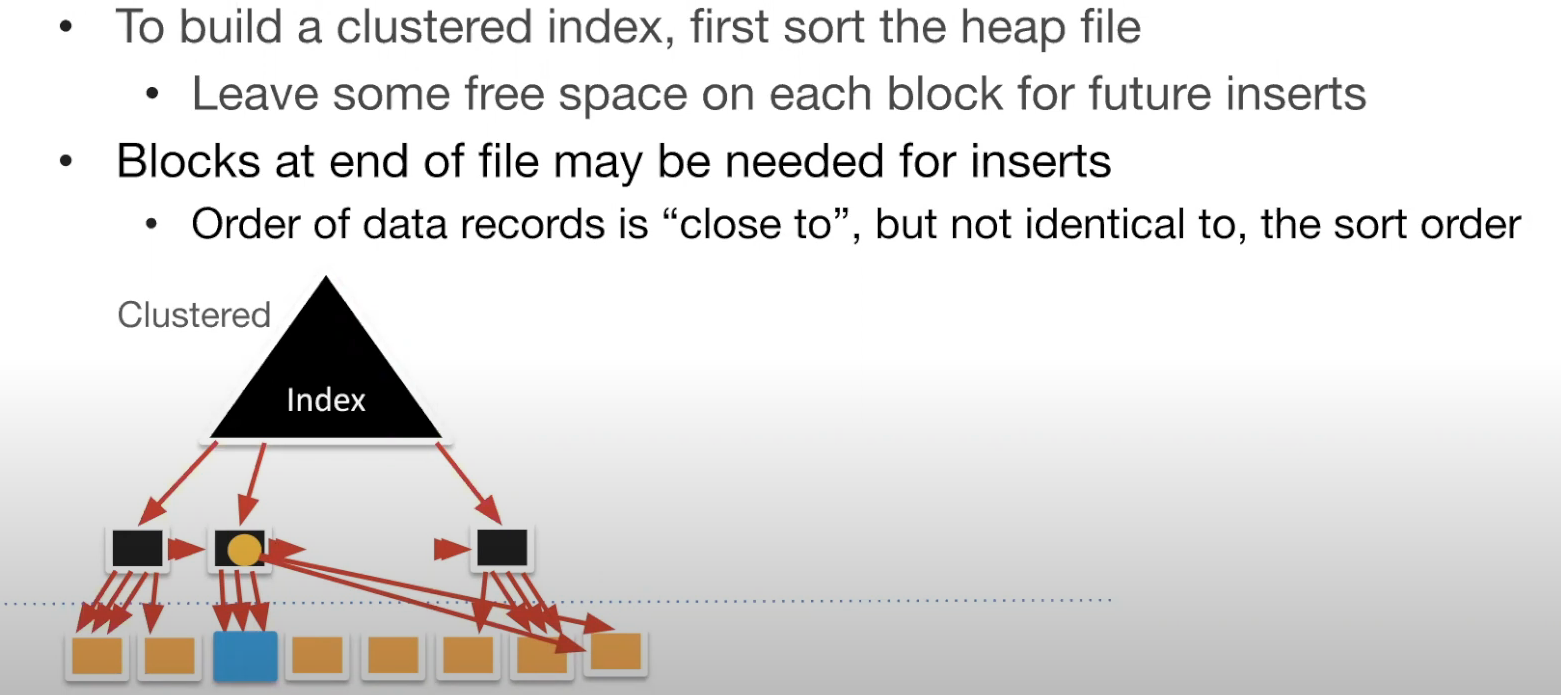 • To build a clustered index, first sort the heap file
• Leave some free space on each block for future inserts
• Blocks at end of file may be needed for inserts
• Order of data records is “close to”, but not identical to, the sort order
Clustered
Index